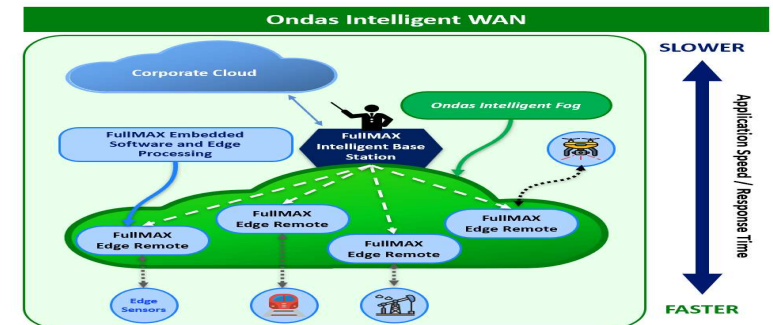 Ondas Intelligent WAN
SLOWER
Corporate Cloud
Ondas Intelligent Fog
FullMAX Embedded
Software and Edge
Processing
FullMAX
Intelligent Base
Station
FullMAX
Edge Remote
FullMAX
Edge Remote
FullMAX
Edge Remote
FullMAX
Edge Remote
Edge
Sensors
Application Speed / Response Time
FASTER